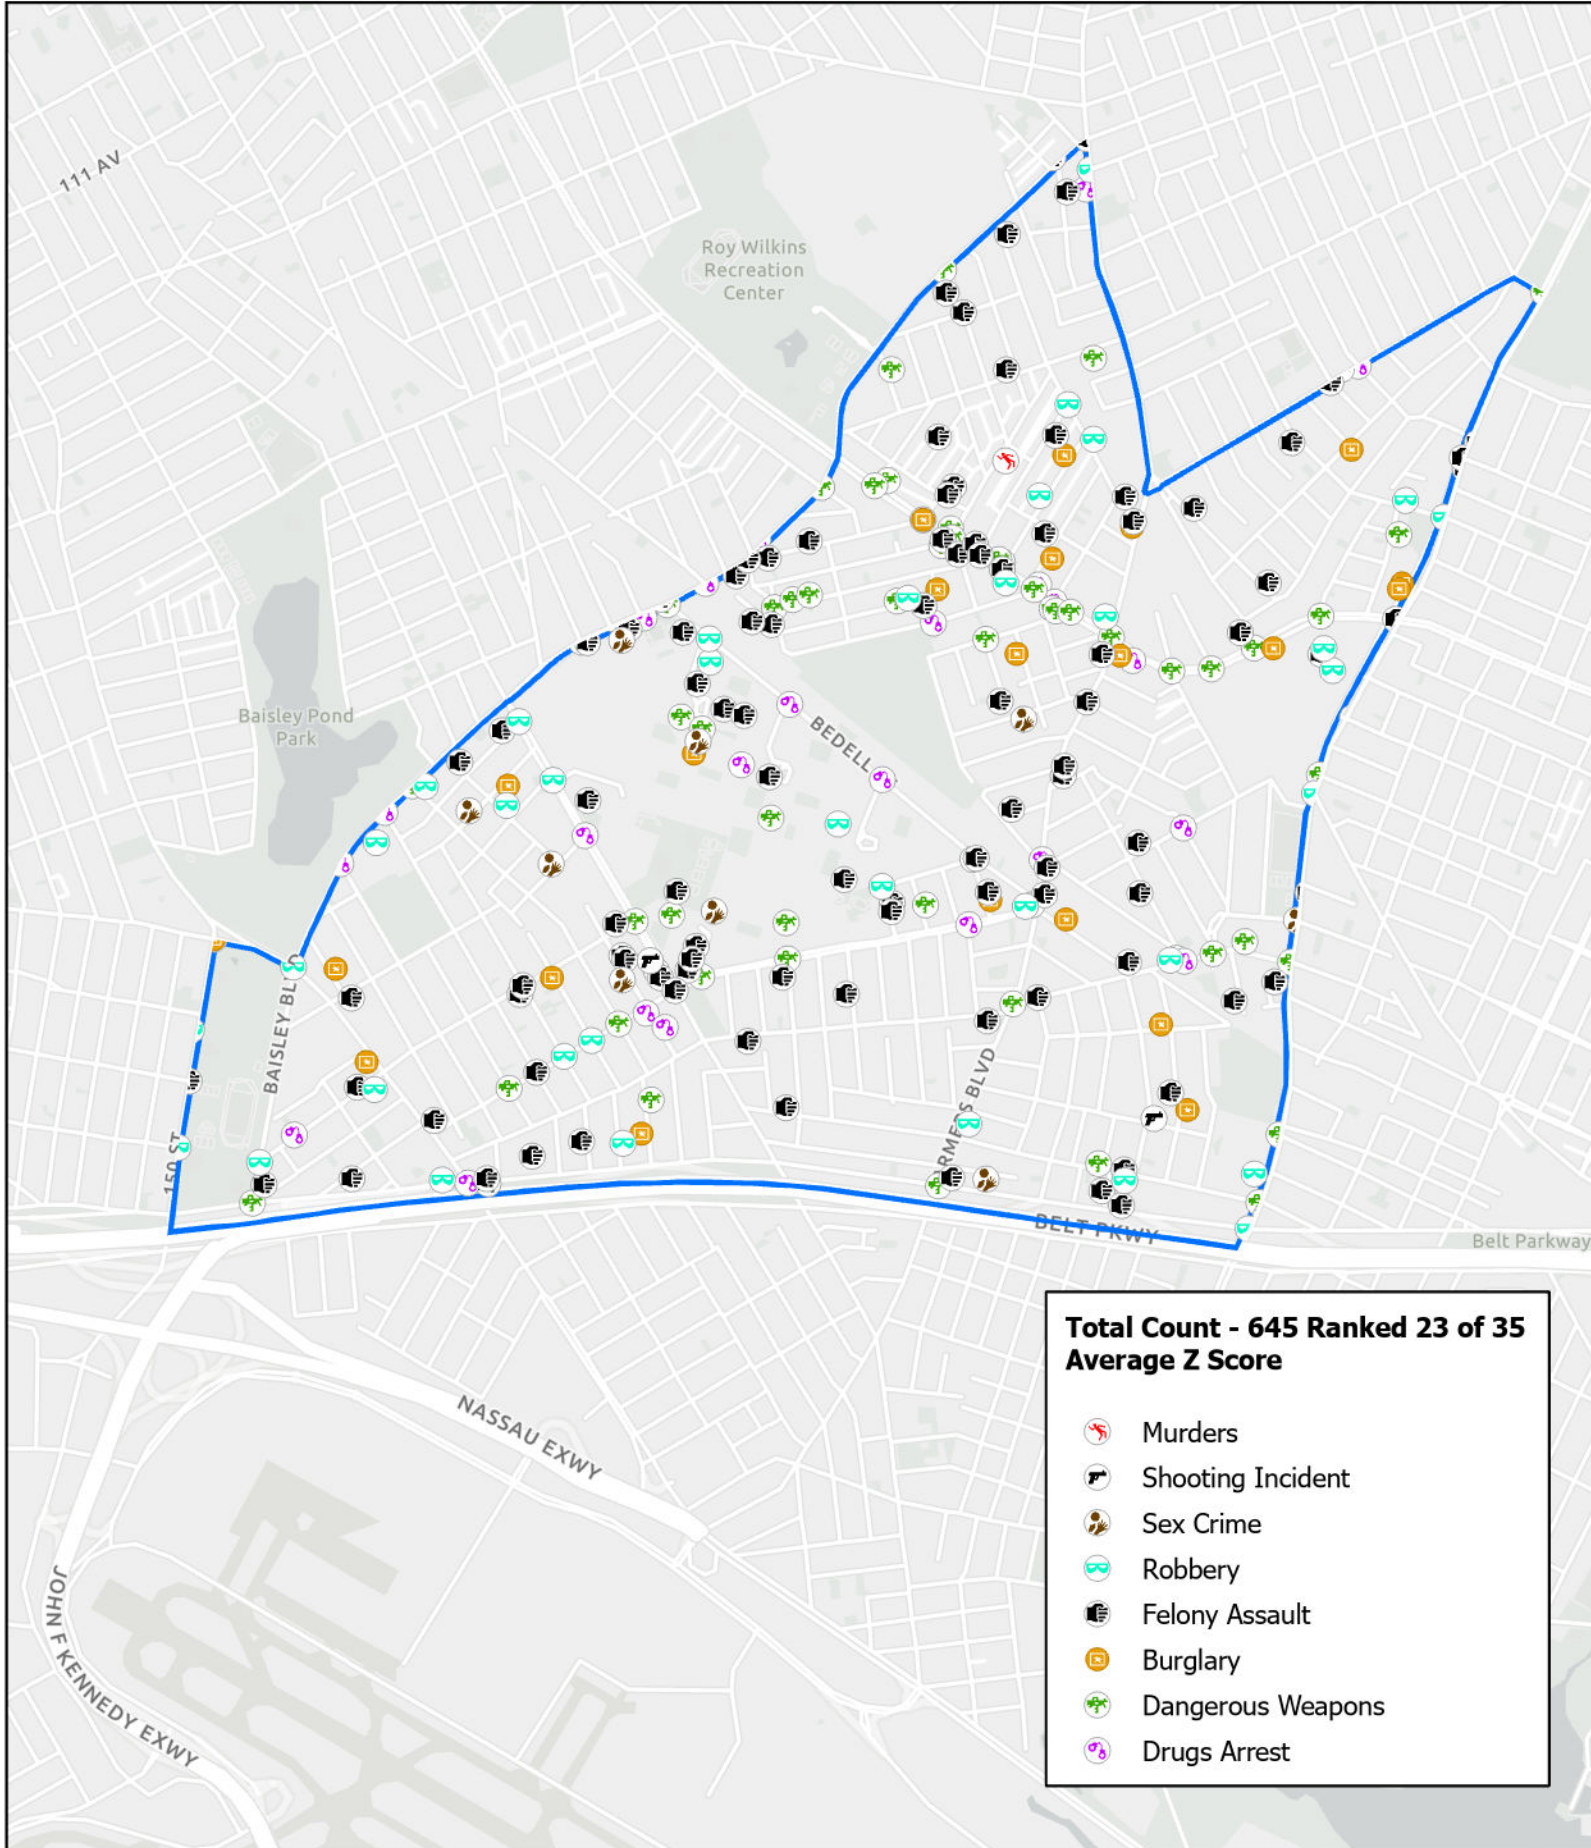 111 AV
Roy Wilkins
Recreation
Center
Baisley Pond
Park
BEDELL
BAISLEY BLVD
150 ST
BELT PKWY
Belt Parkway
NASSAU EXWY
JOHN F KENNEDY EXWY
Total Count - 645 Ranked 23 of 35
Average Z Score
Murders
Shooting Incident
Sex Crime
Robbery
Felony Assault
Burglary
Dangerous Weapons
Drugs Arrest